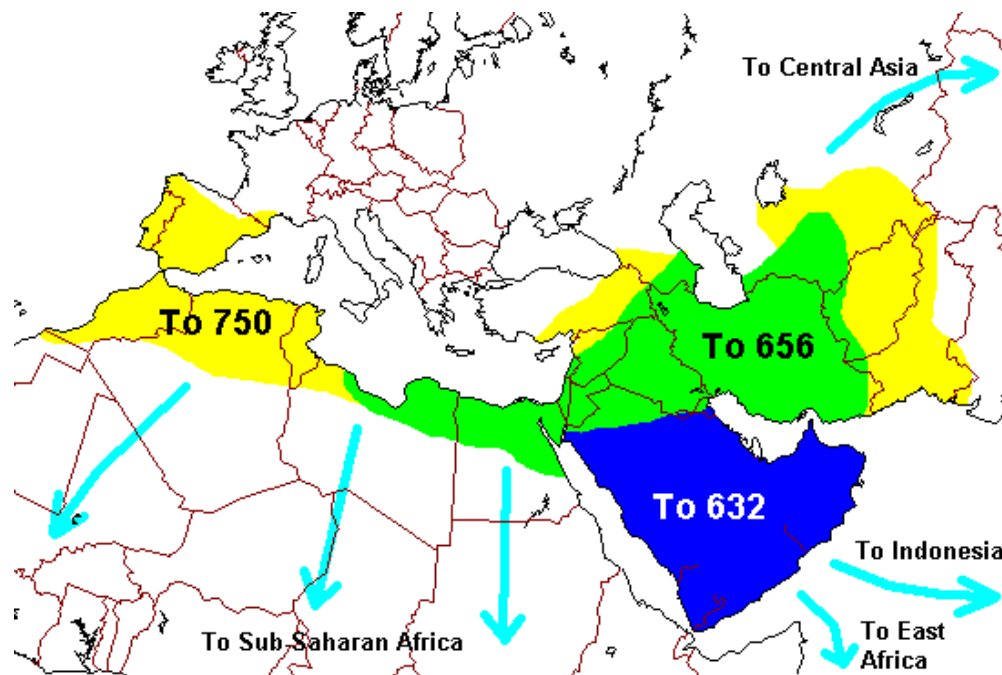 To Central Asia
To 750
To 656
To 632
To Indonesia
To Sub-Saharan Africa
To East
Africa